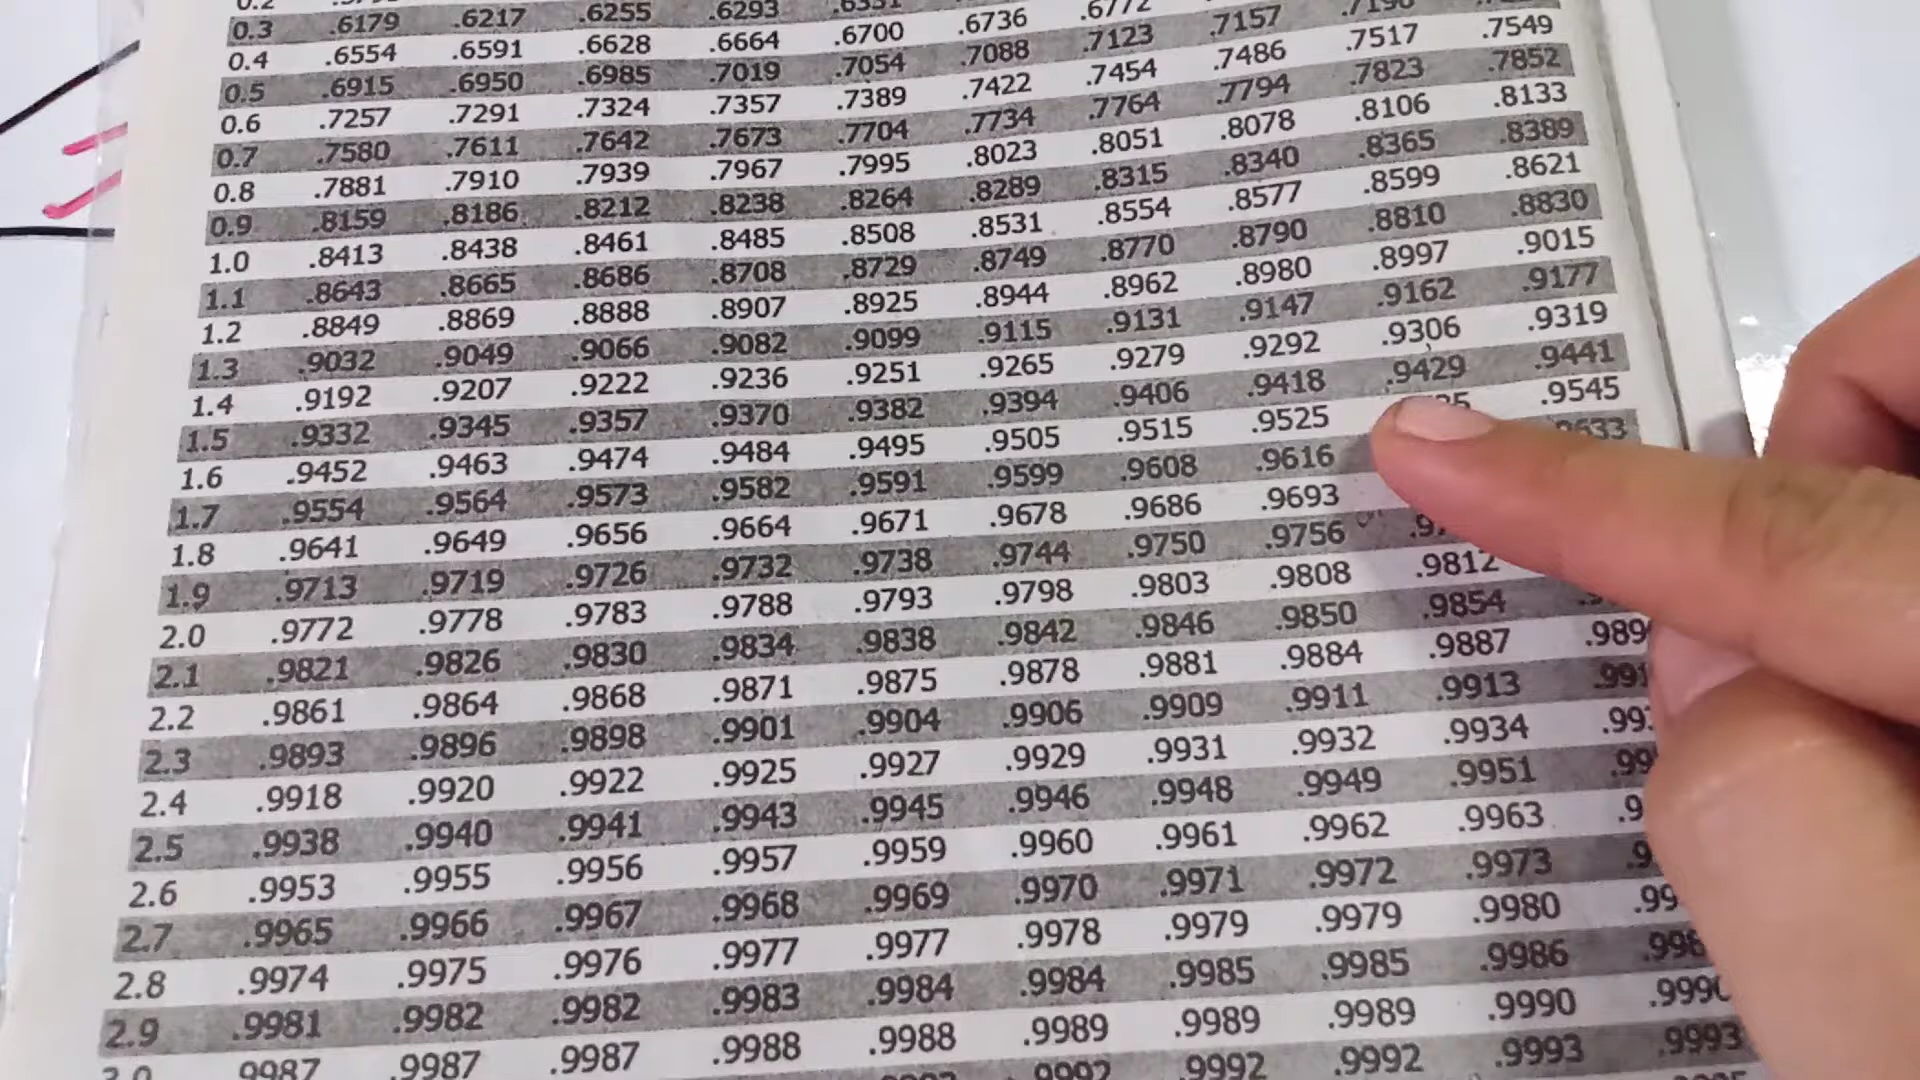 0.3 .6179 .6217 .6255 .6293
0.4 .6554 .6591 .6628 .6664 .6700 .6736 .6772
0.5 .6915 .6950 .6985 .7019 .7054 .7088 .7123 .7157 .7190
0.6 .7257 .7291 .7324 .7357 .7389 .7422 .7454 .7486 .7517 .7549
0.7 .7580 .7611 .7642 .7673 .7704 .7734 .7764 .7794 .7823 .7852
0.8 .7881 .7910 .7939 .7967 .7995 .8023 .8051 .8078 .8106 .8133
0.9 .8159 .8186 .8212 .8238 .8264 .8289 .8315 .8340 .8365 .8389
1.0 .8413 .8438 .8461 .8485 .8508 .8531 .8554 .8577 .8599 .8621
1.1 .8643 .8665 .8686 .8708 .8729 .8749 .8770 .8790 .8810 .8830
1.2 .8849 .8869 .8888 .8907 .8925 .8944 .8962 .8980 .8997 .9015
1.3 .9032 .9049 .9066 .9082 .9099 .9115 .9131 .9147 .9162 .9177
1.4 .9192 .9207 .9222 .9236 .9251 .9265 .9279 .9292 .9306 .9319
1.5 .9332 .9345 .9357 .9370 .9382 .9394 .9406 .9418 .9429 .9441
1.6 .9452 .9463 .9474 .9484 .9495 .9505 .9515 .9525 .9545
1.7 .9554 .9564 .9573 .9582 .9591 .9599 .9608 .9616
1.8 .9641 .9649 .9656 .9664 .9671 .9678 .9686 .9693
1.9 .9713 .9719 .9726 .9732 .9738 .9744 .9750 .9756
2.0 .9772 .9778 .9783 .9788 .9793 .9798 .9803 .9808 .9812
2.1 .9821 .9826 .9830 .9834 .9838 .9842 .9846 .9850 .9854
2.2 .9861 .9864 .9868 .9871 .9875 .9878 .9881 .9884 .9887
2.3 .9893 .9896 .9898 .9901 .9904 .9906 .9909 .9911 .9913
2.4 .9918 .9920 .9922 .9925 .9927 .9929 .9931 .9932 .9934
2.5 .9938 .9940 .9941 .9943 .9945 .9946 .9948 .9949 .9951
2.6 .9953 .9955 .9956 .9957 .9959 .9960 .9961 .9962 .9963
2.7 .9965 .9966 .9967 .9968 .9969 .9970 .9971 .9972 .9973
2.8 .9974 .9975 .9976 .9977 .9977 .9978 .9979 .9979 .9980
2.9 .9981 .9982 .9982 .9983 .9984 .9984 .9985 .9985 .9986
.9987 .9987 .9987 .9988 .9988 .9989 .9989 .9989 .9990 .9990
.9992 .9992 .9992 .9993 .9993